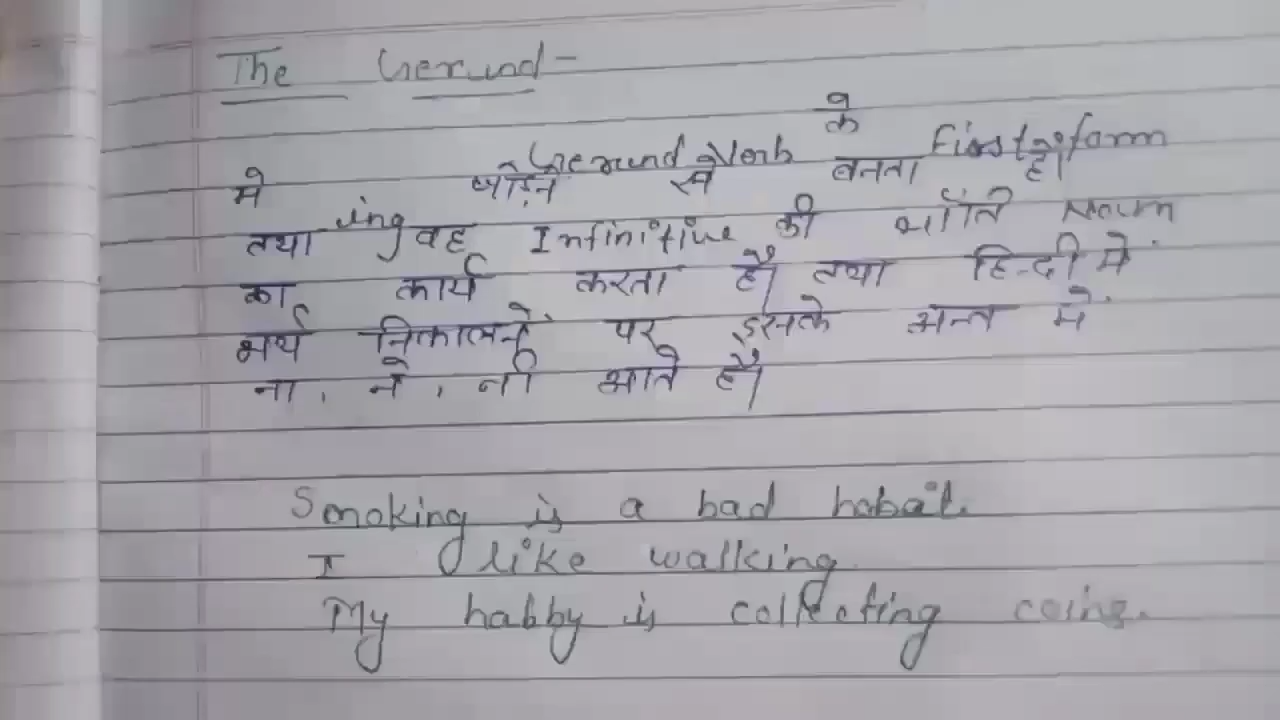 The Gerund-
Gerund Verb के First form
मे ing जोड़ने से बनता है।
तथा वह Infinitive की भाँति Noun
का कार्य करता है। तथा हिन्दी में
अर्थ निकालने पर इसके अन्त में
ना, ने, नी आते है।
Smoking is a bad habat.
I like walking.
My habby is collecting coins.